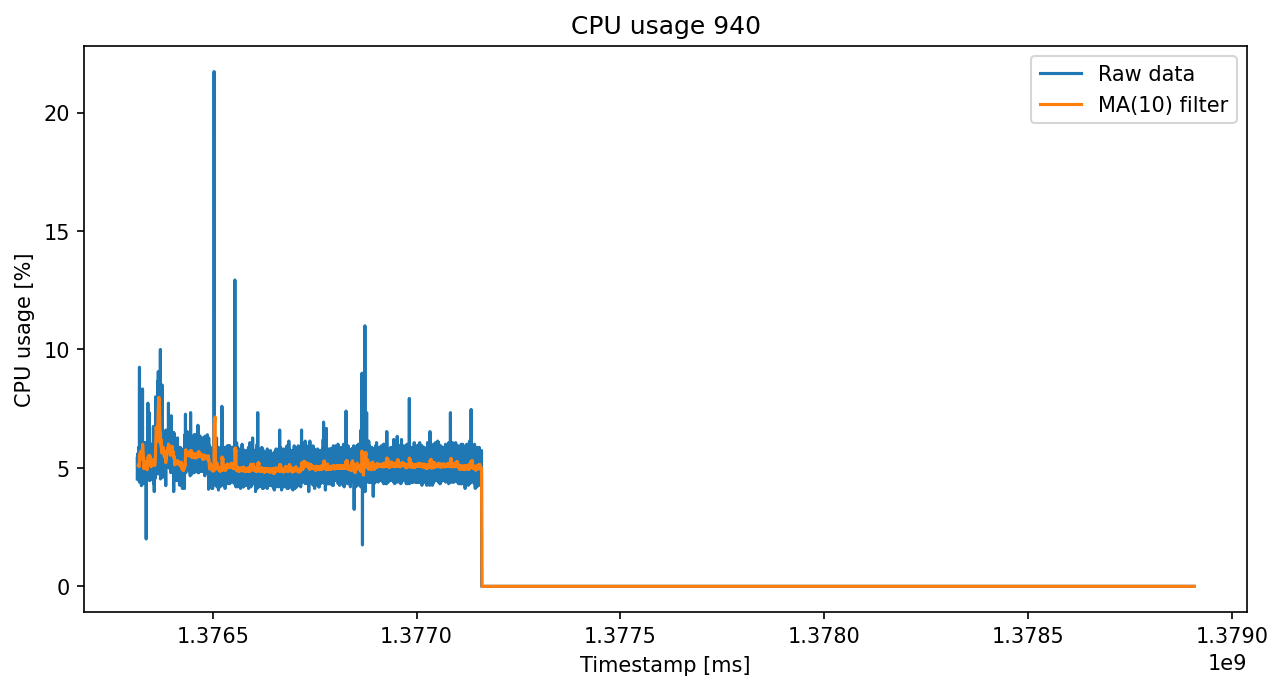 CPU usage 940
Raw data
MA(10) filter
CPU usage [%]
20
15
10
5
0
1.3765 1.3770 1.3775 1.3780 1.3785 1.3790
1e9
Timestamp [ms]